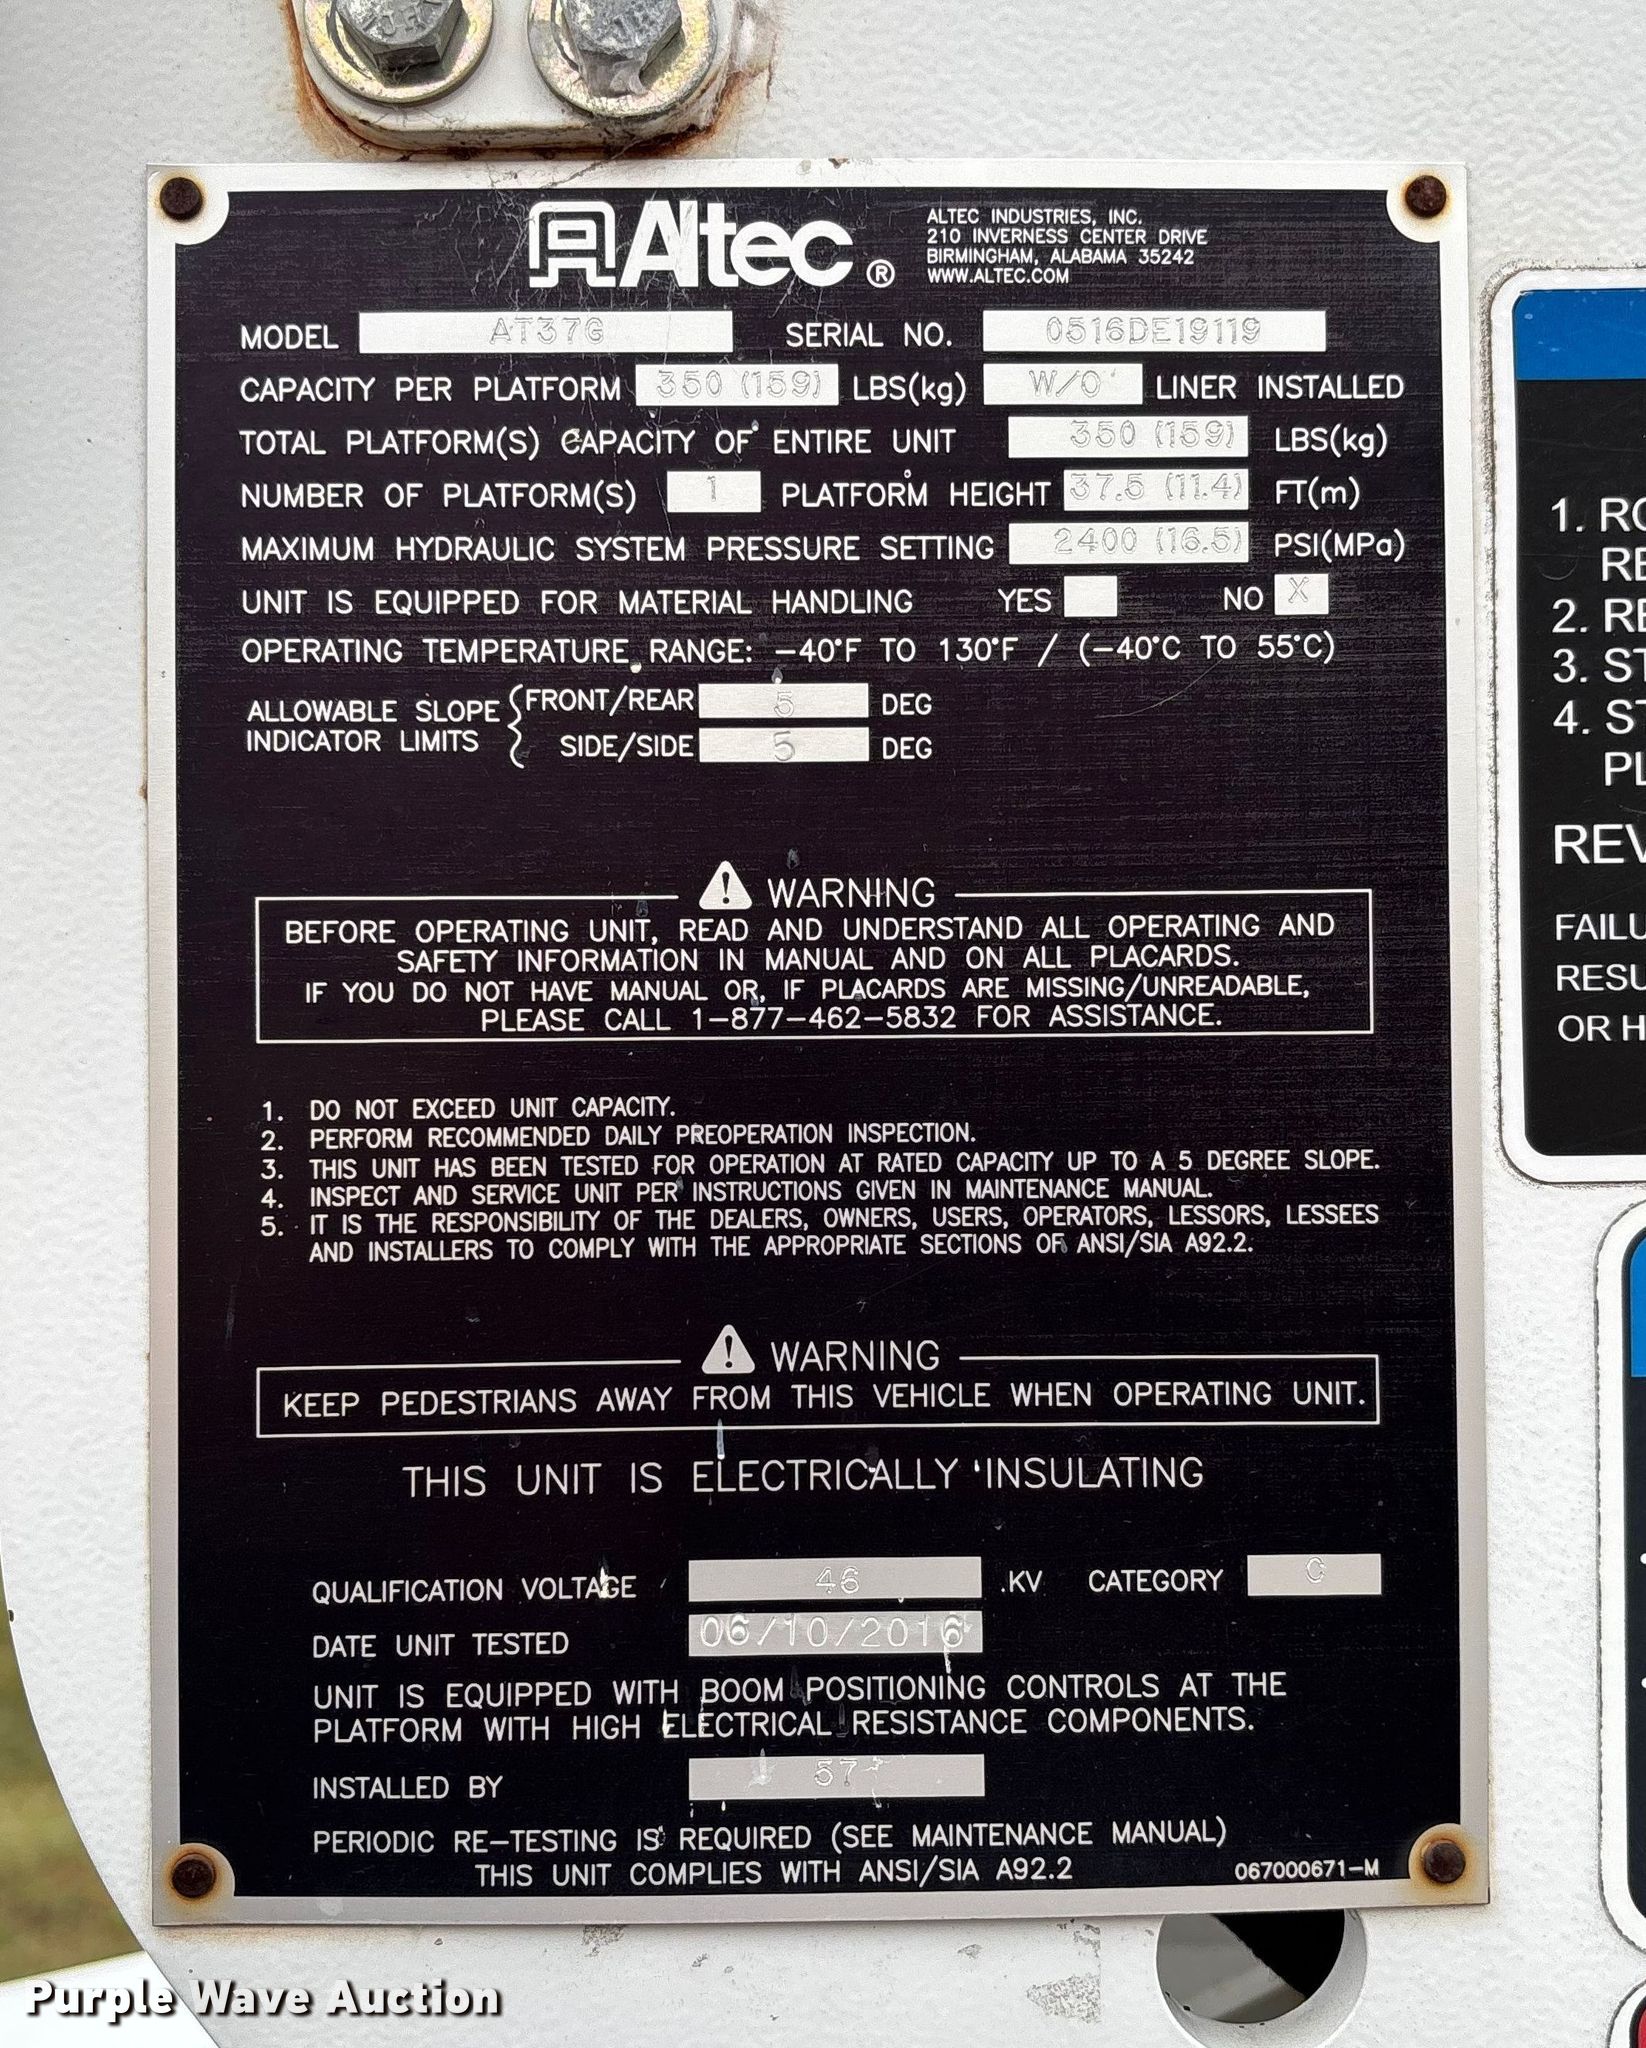 Altec ®
ALTEC INDUSTRIES, INC.
210 INVERNESS CENTER DRIVE
BIRMINGHAM, ALABAMA 35242
WWW.ALTEC.COM
MODEL AT37G SERIAL NO. 0516DE19119
CAPACITY PER PLATFORM 350 (159) LBS(kg) W/O LINER INSTALLED
TOTAL PLATFORM(S) CAPACITY OF ENTIRE UNIT 350 (159) LBS(kg)
NUMBER OF PLATFORM(S) 1 PLATFORM HEIGHT 37.5 (11.4) FT(m)
MAXIMUM HYDRAULIC SYSTEM PRESSURE SETTING 2400 (16.5) PSI(MPa)
UNIT IS EQUIPPED FOR MATERIAL HANDLING YES NO X
OPERATING TEMPERATURE RANGE: -40°F TO 130°F / (-40°C TO 55°C)
ALLOWABLE SLOPE INDICATOR LIMITS
FRONT/REAR 5 DEG
SIDE/SIDE 5 DEG
WARNING
BEFORE OPERATING UNIT, READ AND UNDERSTAND ALL OPERATING AND
SAFETY INFORMATION IN MANUAL AND ON ALL PLACARDS.
IF YOU DO NOT HAVE MANUAL OR, IF PLACARDS ARE MISSING/UNREADABLE,
PLEASE CALL 1-877-462-5832 FOR ASSISTANCE.
1. DO NOT EXCEED UNIT CAPACITY.
2. PERFORM RECOMMENDED DAILY PREOPERATION INSPECTION.
3. THIS UNIT HAS BEEN TESTED FOR OPERATION AT RATED CAPACITY UP TO A 5 DEGREE SLOPE.
4. INSPECT AND SERVICE UNIT PER INSTRUCTIONS GIVEN IN MAINTENANCE MANUAL.
5. IT IS THE RESPONSIBILITY OF THE DEALERS, OWNERS, USERS, OPERATORS, LESSORS, LESSEES
AND INSTALLERS TO COMPLY WITH THE APPROPRIATE SECTIONS OF ANSI/SIA A92.2.
WARNING
KEEP PEDESTRIANS AWAY FROM THIS VEHICLE WHEN OPERATING UNIT.
THIS UNIT IS ELECTRICALLY INSULATING
QUALIFICATION VOLTAGE 46 KV CATEGORY C
DATE UNIT TESTED 06/10/2016
UNIT IS EQUIPPED WITH BOOM POSITIONING CONTROLS AT THE
PLATFORM WITH HIGH ELECTRICAL RESISTANCE COMPONENTS.
INSTALLED BY 57
PERIODIC RE-TESTING IS REQUIRED (SEE MAINTENANCE MANUAL)
THIS UNIT COMPLIES WITH ANSI/SIA A92.2
067000671-M
1. RO
RE
2. RE
3. ST
4. ST
PL
REV
FAILU
RESU
OR H
Purple Wave Auction